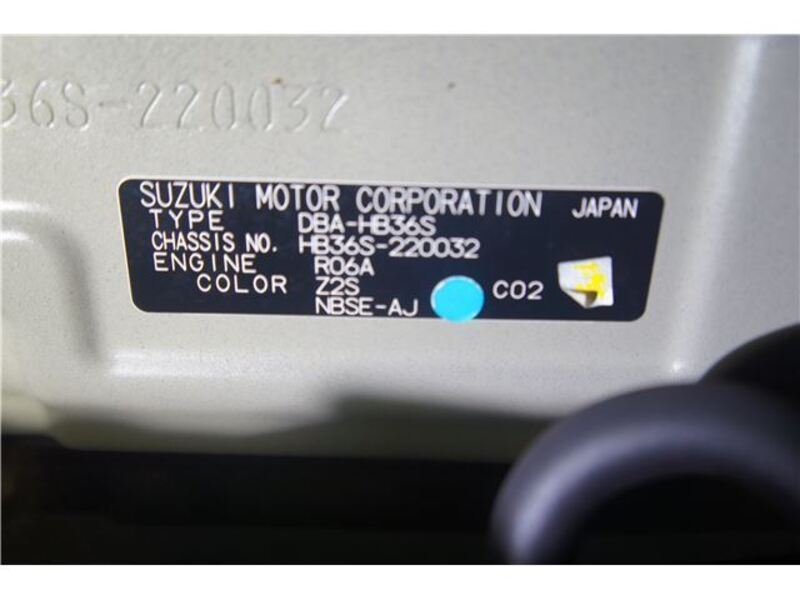 36S-220032
SUZUKI MOTOR CORPORATION JAPAN
TYPE DBA-HB36S
CHASSIS NO. HB36S-220032
ENGINE R06A
COLOR Z2S
NBSE-AJ CO2